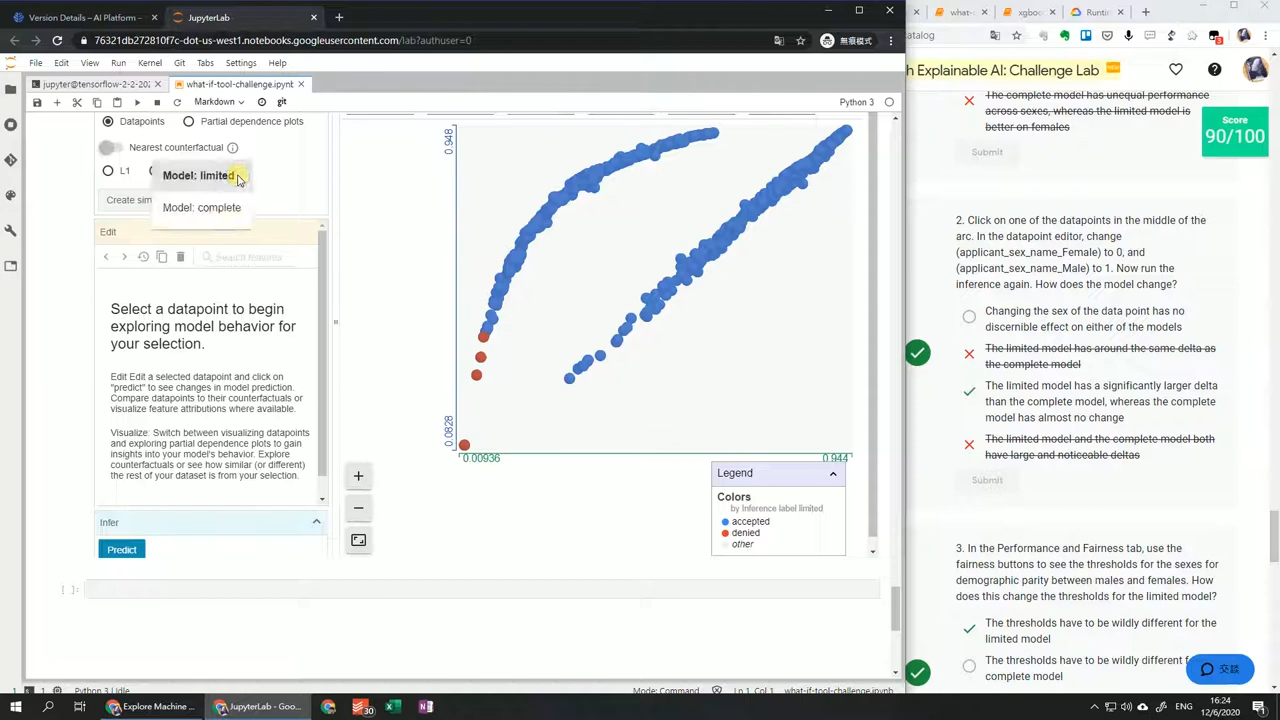 Version Details – AI Platform –
JupyterLab
76321db272810f7c-dot-us-west1.notebooks.googleusercontent.com/lab?authuser=0
無痕模式
File Edit View Run Kernel Git Tabs Settings Help
jupyter@tensorflow-2-2-202
what-if-tool-challenge.ipynt
Markdown
git
Python 3
Datapoints
Partial dependence plots
Nearest counterfactual
L1
Model: limited
Model: complete
Create sim
Edit
Search features
Select a datapoint to begin
exploring model behavior for
your selection.
Edit Edit a selected datapoint and click on
"predict" to see changes in model prediction.
Compare datapoints to their counterfactuals or
visualize feature attributions where available.
Visualize: Switch between visualizing datapoints
and exploring partial dependence plots to gain
insights into your model's behavior. Explore
counterfactuals or see how similar (or different)
the rest of your dataset is from your selection.
Infer
Predict
0.948
0.0828
0.00936
0.944
Legend
Colors
by Inference label limited
accepted
denied
other
[ ]:
Python 3 | Idle
Mode: Command
Ln 1, Col 1
what-if-tool-challenge.ipynb
what-
xgbo
Runtin
atalog
h Explainable AI: Challenge Lab
Score
90/100
The complete model has unequal performance
across sexes, whereas the limited model is
better on females
Submit
2. Click on one of the datapoints in the middle of the
arc. In the datapoint editor, change
(applicant_sex_name_Female) to 0, and
(applicant_sex_name_Male) to 1. Now run the
inference again. How does the model change?
Changing the sex of the data point has no
discernible effect on either of the models
The limited model has around the same delta as
the complete model
The limited model has a significantly larger delta
than the complete model, whereas the complete
model has almost no change
The limited model and the complete model both
have large and noticeable deltas
Submit
3. In the Performance and Fairness tab, use the
fairness buttons to see the thresholds for the sexes for
demographic parity between males and females. How
does this change the thresholds for the limited model?
The thresholds have to be wildly different for the
limited model
The thresholds have to be wildly different f
complete model
交談
Explore Machine ...
JupyterLab - Goo...
30
ENG
16:24
12/6/2020